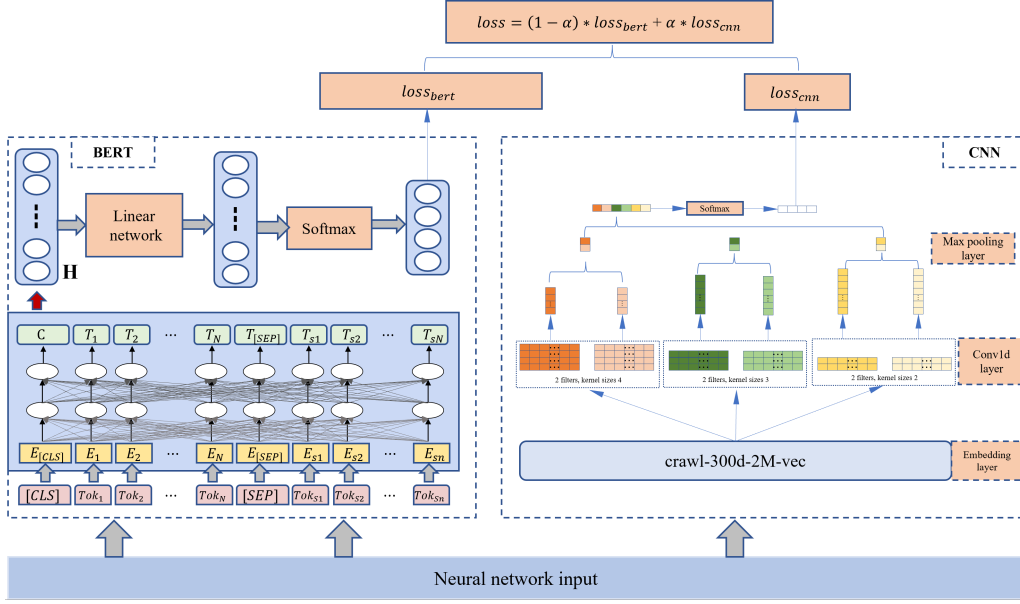 loss = (1 − α) * loss_bert + α * loss_cnn
loss_bert
loss_cnn
BERT
CNN
Linear
network
Softmax
H
Softmax
Max pooling
layer
C T_1 T_2 ⋯ T_N T_[SEP] T_s1 T_s2 ⋯ T_sN
2 filters, kernel sizes 4
2 filters, kernel sizes 3
2 filters, kernel sizes 2
Conv1d
layer
E_[CLS] E_1 E_2 ⋯ E_N E_[SEP] E_s1 E_s2 ⋯ E_sn
crawl-300d-2M-vec
Embedding
layer
[CLS] Tok_1 Tok_2 ⋯ Tok_N [SEP] Tok_S1 Tok_S2 ⋯ Tok_Sn
Neural network input